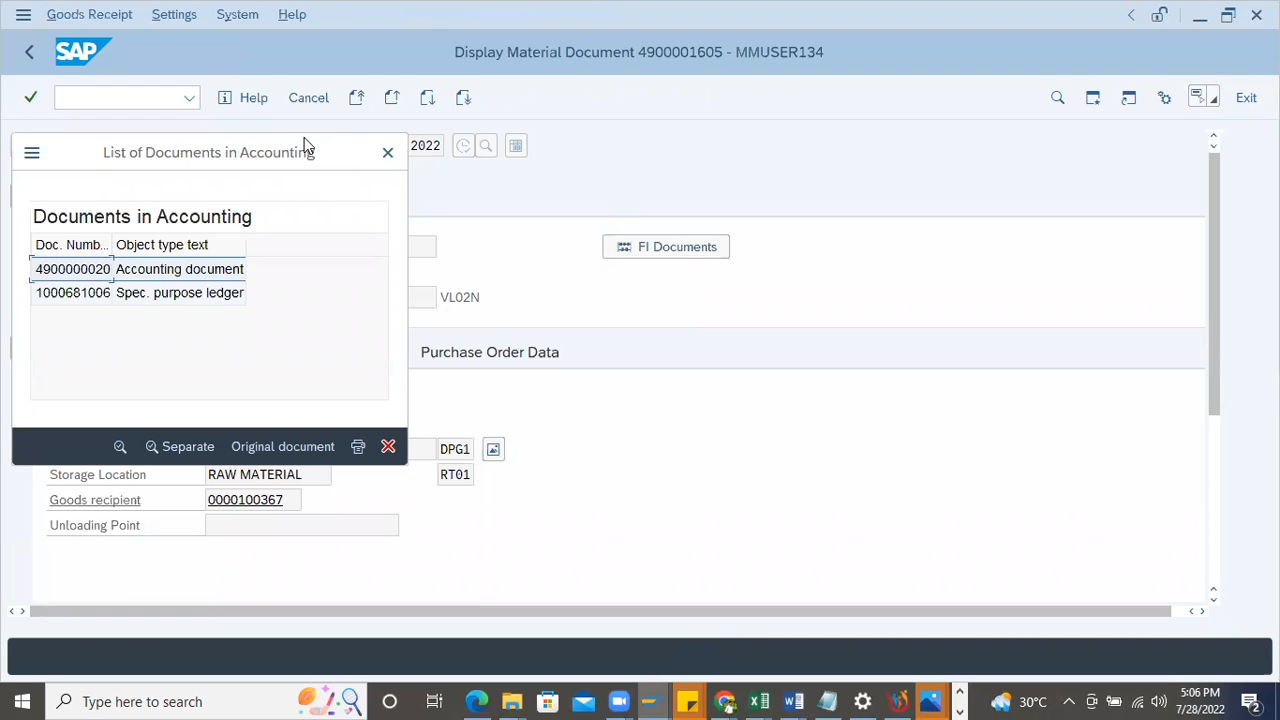 Goods Receipt Settings System Help
SAP Display Material Document 4900001605 - MMUSER134
Help Cancel Exit
List of Documents in Accounting
2022
Documents in Accounting
Doc. Numb... Object type text
FI Documents
4900000020 Accounting document
1000681006 Spec. purpose ledger
VL02N
Purchase Order Data
Separate Original document
DPG1
Storage Location RAW MATERIAL RT01
Goods recipient 0000100367
Unloading Point
Type here to search
30°C
5:06 PM
7/28/2022
2